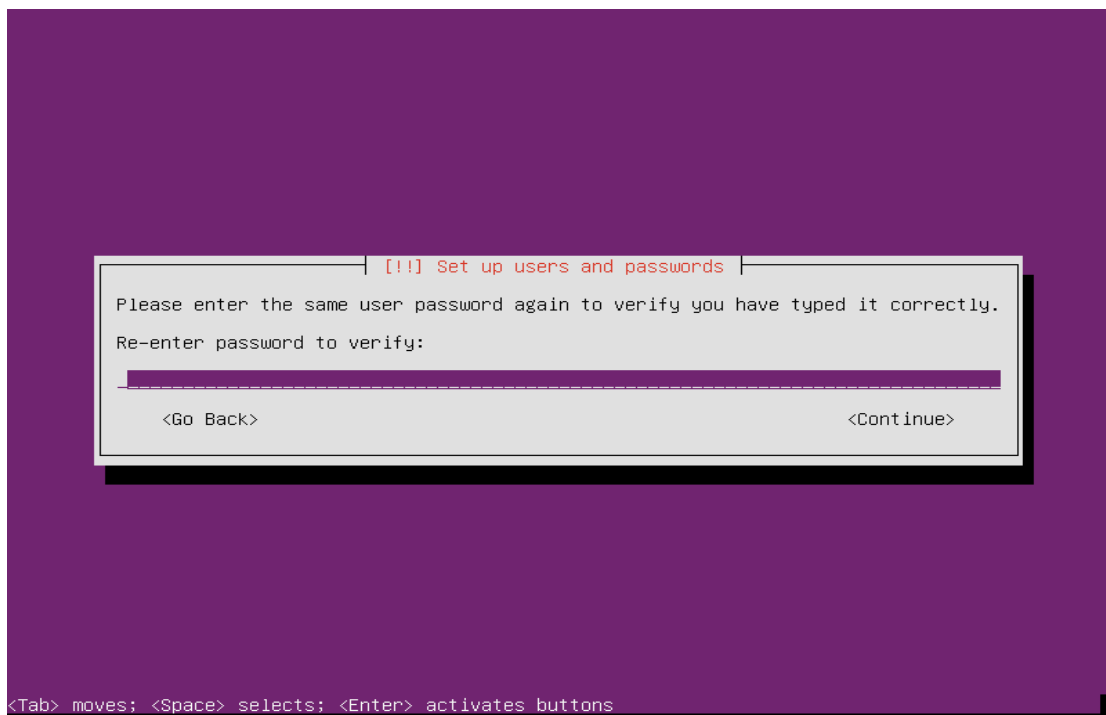 [!!] Set up users and passwords
Please enter the same user password again to verify you have typed it correctly.
Re-enter password to verify:
<Go Back> <Continue>
<Tab> moves; <Space> selects; <Enter> activates buttons